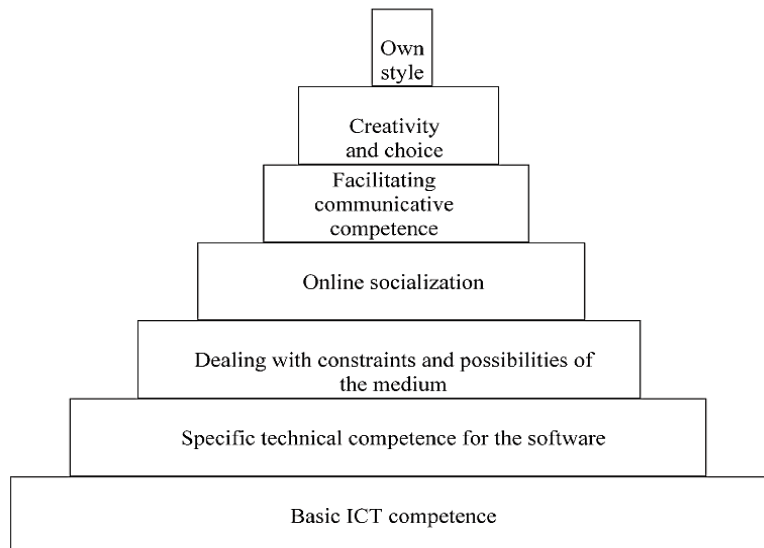 Own
style
Creativity
and choice
Facilitating
communicative
competence
Online socialization
Dealing with constraints and possibilities of
the medium
Specific technical competence for the software
Basic ICT competence